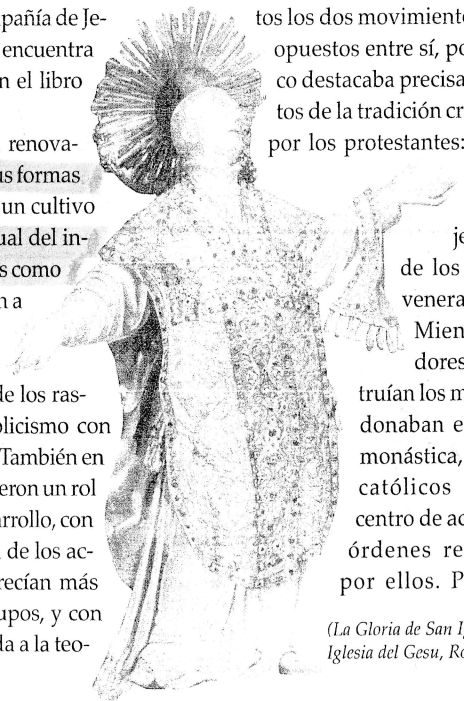 pañía de Je-
encuentra
n el libro
renova-
us formas
un cultivo
ual del in-
s como
n a
de los ras-
olicismo con
También en
eron un rol
arrollo, con
de los ac-
recían más
upos, y con
da a la teo-
tos los dos movimiento
opuestos entre sí, po
co destacaba precisa
tos de la tradición cr
por los protestantes:
je
de los
venera
Mien
dores
truían los m
donaban e
monástica,
católicos
centro de ac
órdenes re
por ellos. P
(La Gloria de San Ig
Iglesia del Gesu, Ro